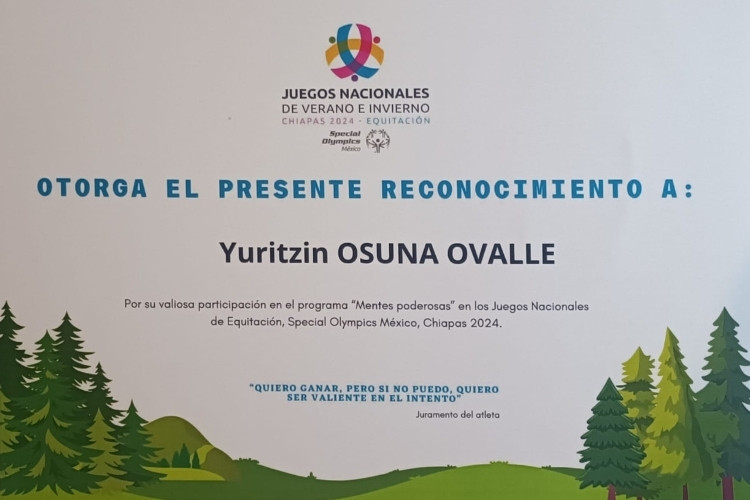 JUEGOS NACIONALES
DE VERANO E INVIERNO
CHIAPAS 2024 - EQUITACIÓN
Special
Olympics
México
OTORGA EL PRESENTE RECONOCIMIENTO A:
Yuritzin OSUNA OVALLE
Por su valiosa participación en el programa "Mentes poderosas" en los Juegos Nacionales
de Equitación, Special Olympics México, Chiapas 2024.
"QUIERO GANAR, PERO SI NO PUEDO, QUIERO
SER VALIENTE EN EL INTENTO"
Juramento del atleta